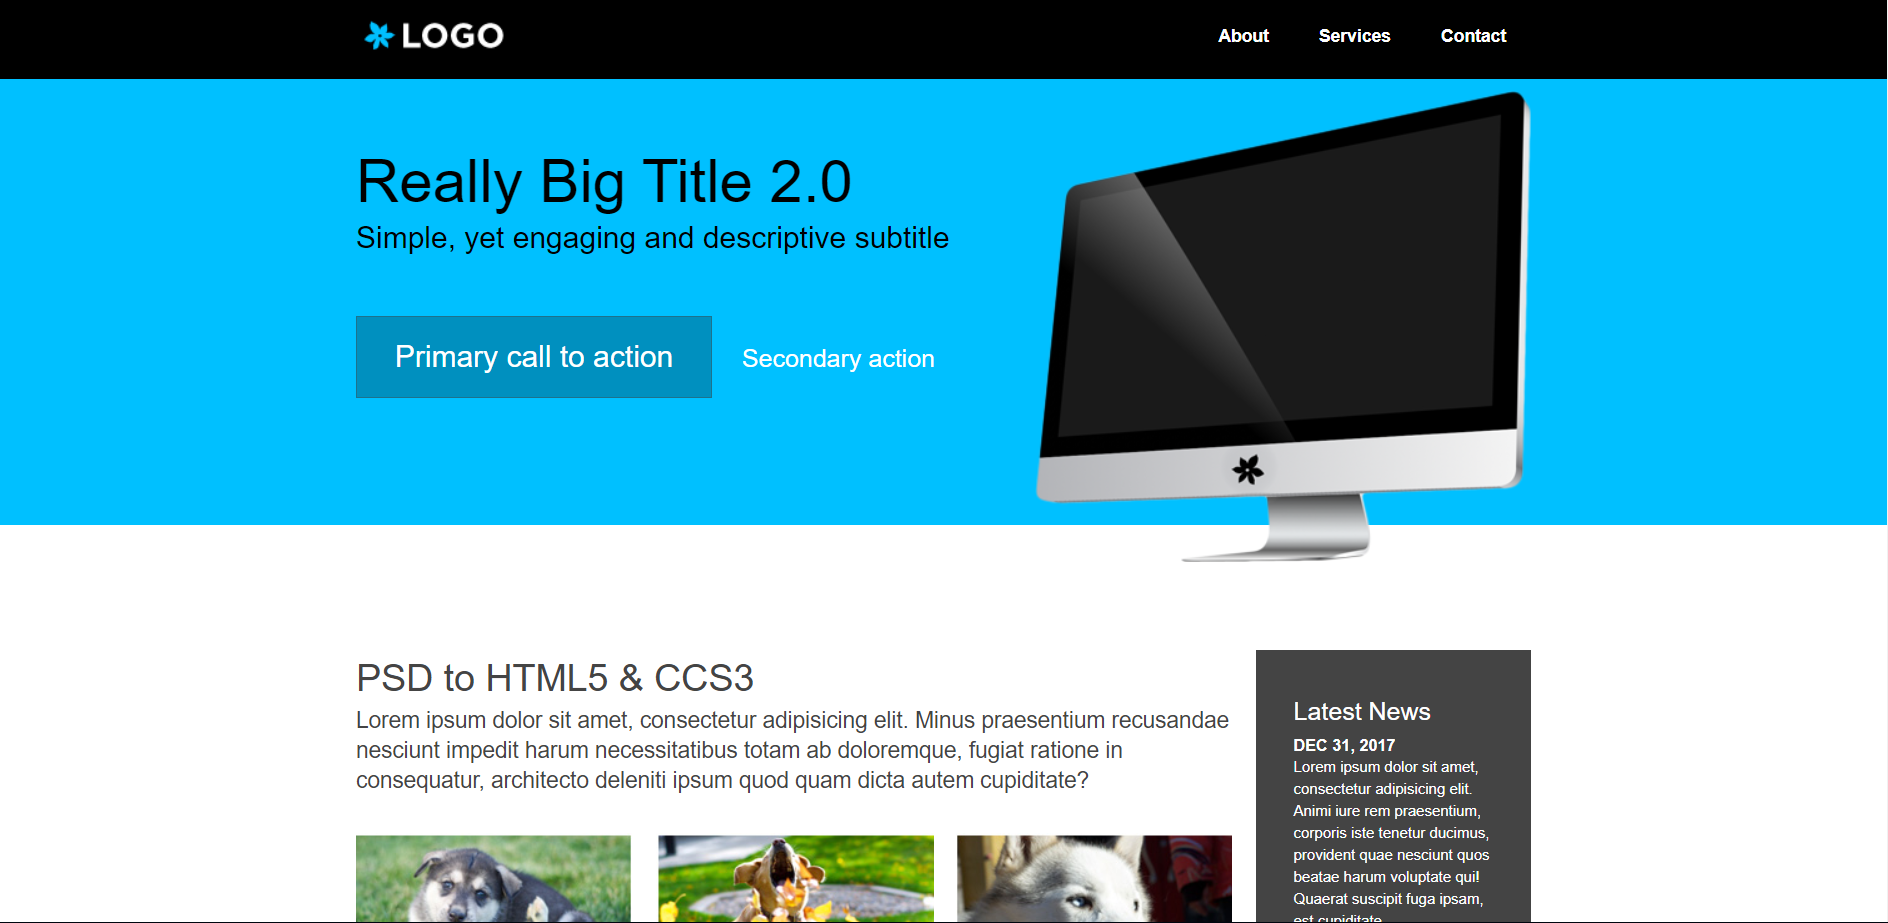 LOGO
About
Services
Contact
Really Big Title 2.0
Simple, yet engaging and descriptive subtitle
Primary call to action
Secondary action
PSD to HTML5 & CCS3
Lorem ipsum dolor sit amet, consectetur adipisicing elit. Minus praesentium recusandae
nesciunt impedit harum necessitatibus totam ab doloremque, fugiat ratione in
consequatur, architecto deleniti ipsum quod quam dicta autem cupiditate?
Latest News
DEC 31, 2017
Lorem ipsum dolor sit amet,
consectetur adipisicing elit.
Animi iure rem praesentium,
corporis iste tenetur ducimus,
provident quae nesciunt quos
beatae harum voluptate qui!
Quaerat suscipit fuga ipsam,
est cupiditate